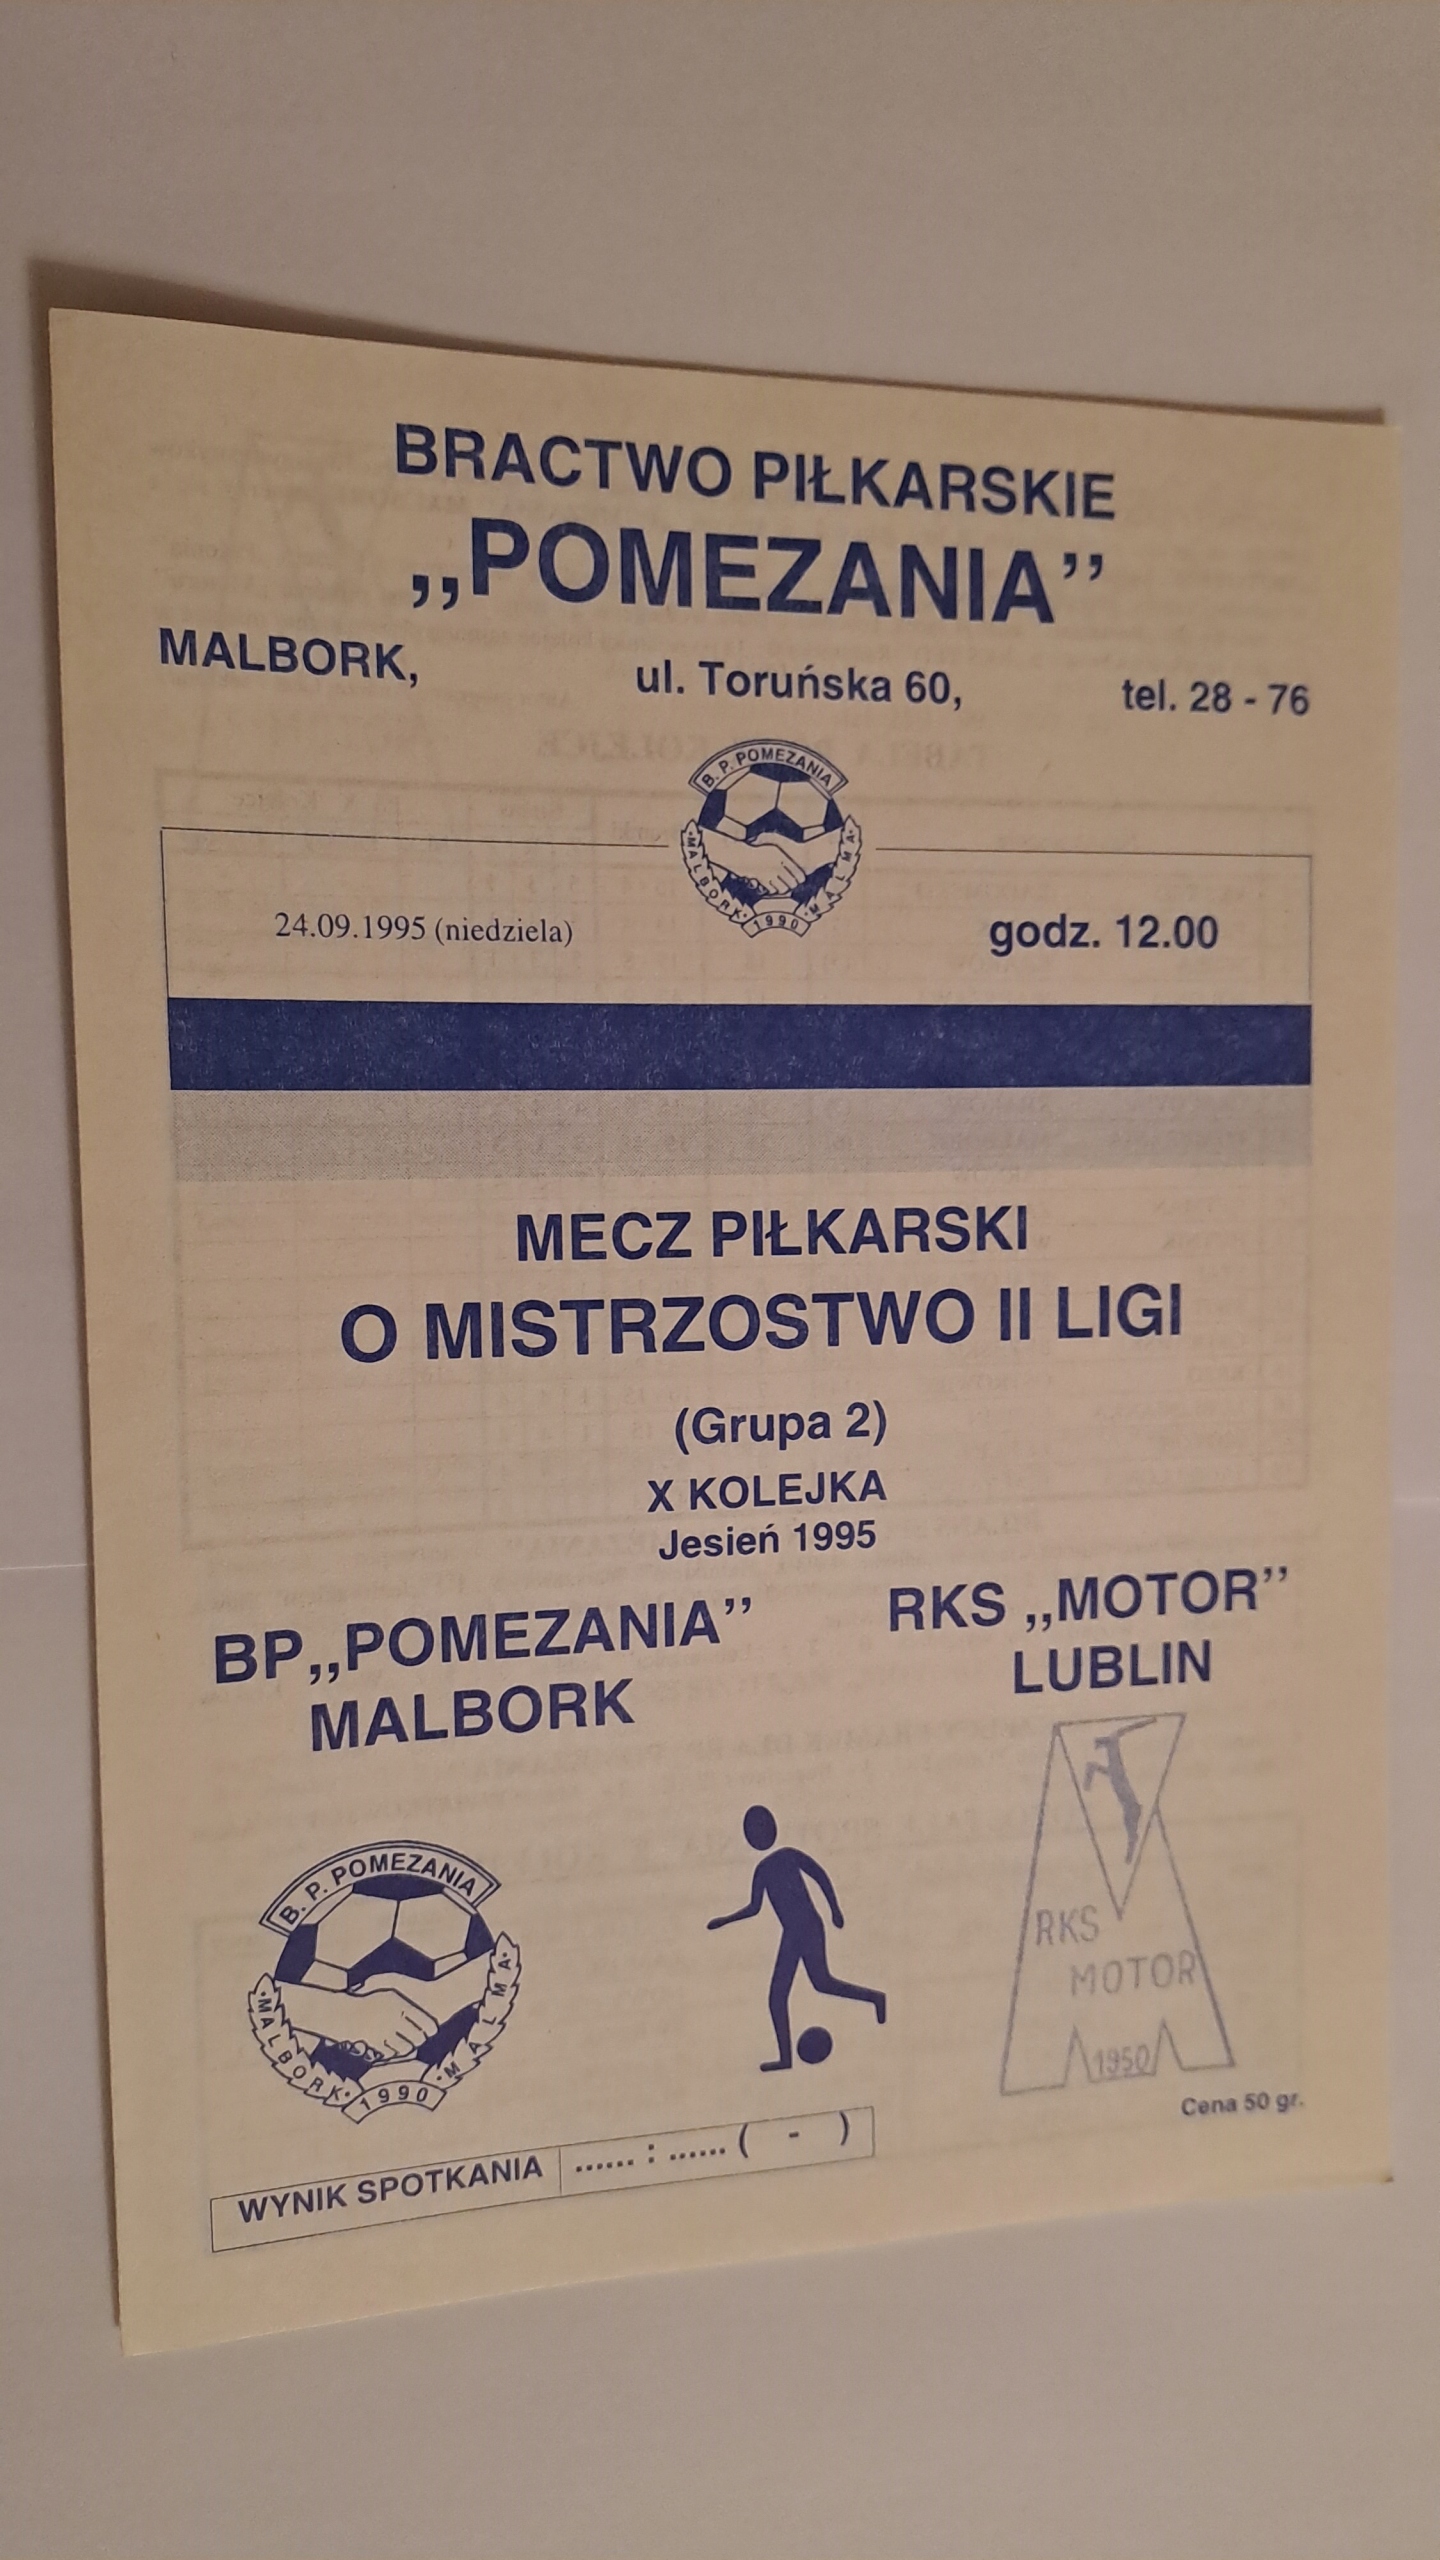 BRACTWO PIŁKARSKIE
,,POMEZANIA’’
MALBORK, ul. Toruńska 60, tel. 28 - 76
B. P. POMEZANIA
MALBORK 1990 MALMA
24.09.1995 (niedziela) godz. 12.00
MECZ PIŁKARSKI
O MISTRZOSTWO II LIGI
(Grupa 2)
X KOLEJKA
Jesień 1995
BP,,POMEZANIA’’ RKS ,,MOTOR’’
MALBORK LUBLIN
B. P. POMEZANIA
MALBORK 1990 MALMA
RKS
MOTOR
1950
Cena 50 gr.
WYNIK SPOTKANIA ...... : ...... ( - )